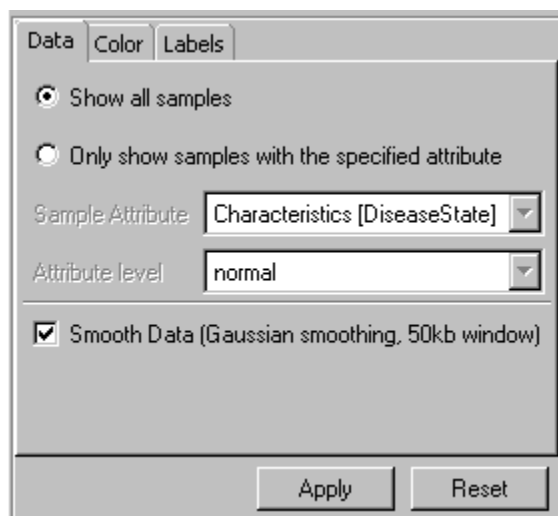 Data Color Labels
Show all samples
Only show samples with the specified attribute
Sample Attribute Characteristics [DiseaseState]
Attribute level normal
Smooth Data (Gaussian smoothing, 50kb window)
Apply Reset